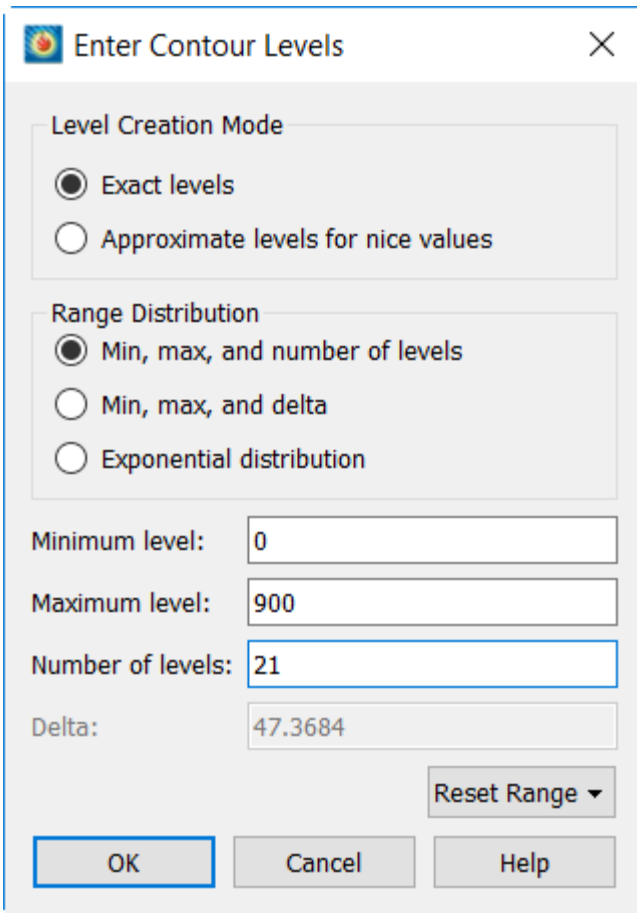 Enter Contour Levels
Level Creation Mode
Exact levels
Approximate levels for nice values
Range Distribution
Min, max, and number of levels
Min, max, and delta
Exponential distribution
Minimum level: 0
Maximum level: 900
Number of levels: 21
Delta: 47.3684
Reset Range
OK Cancel Help